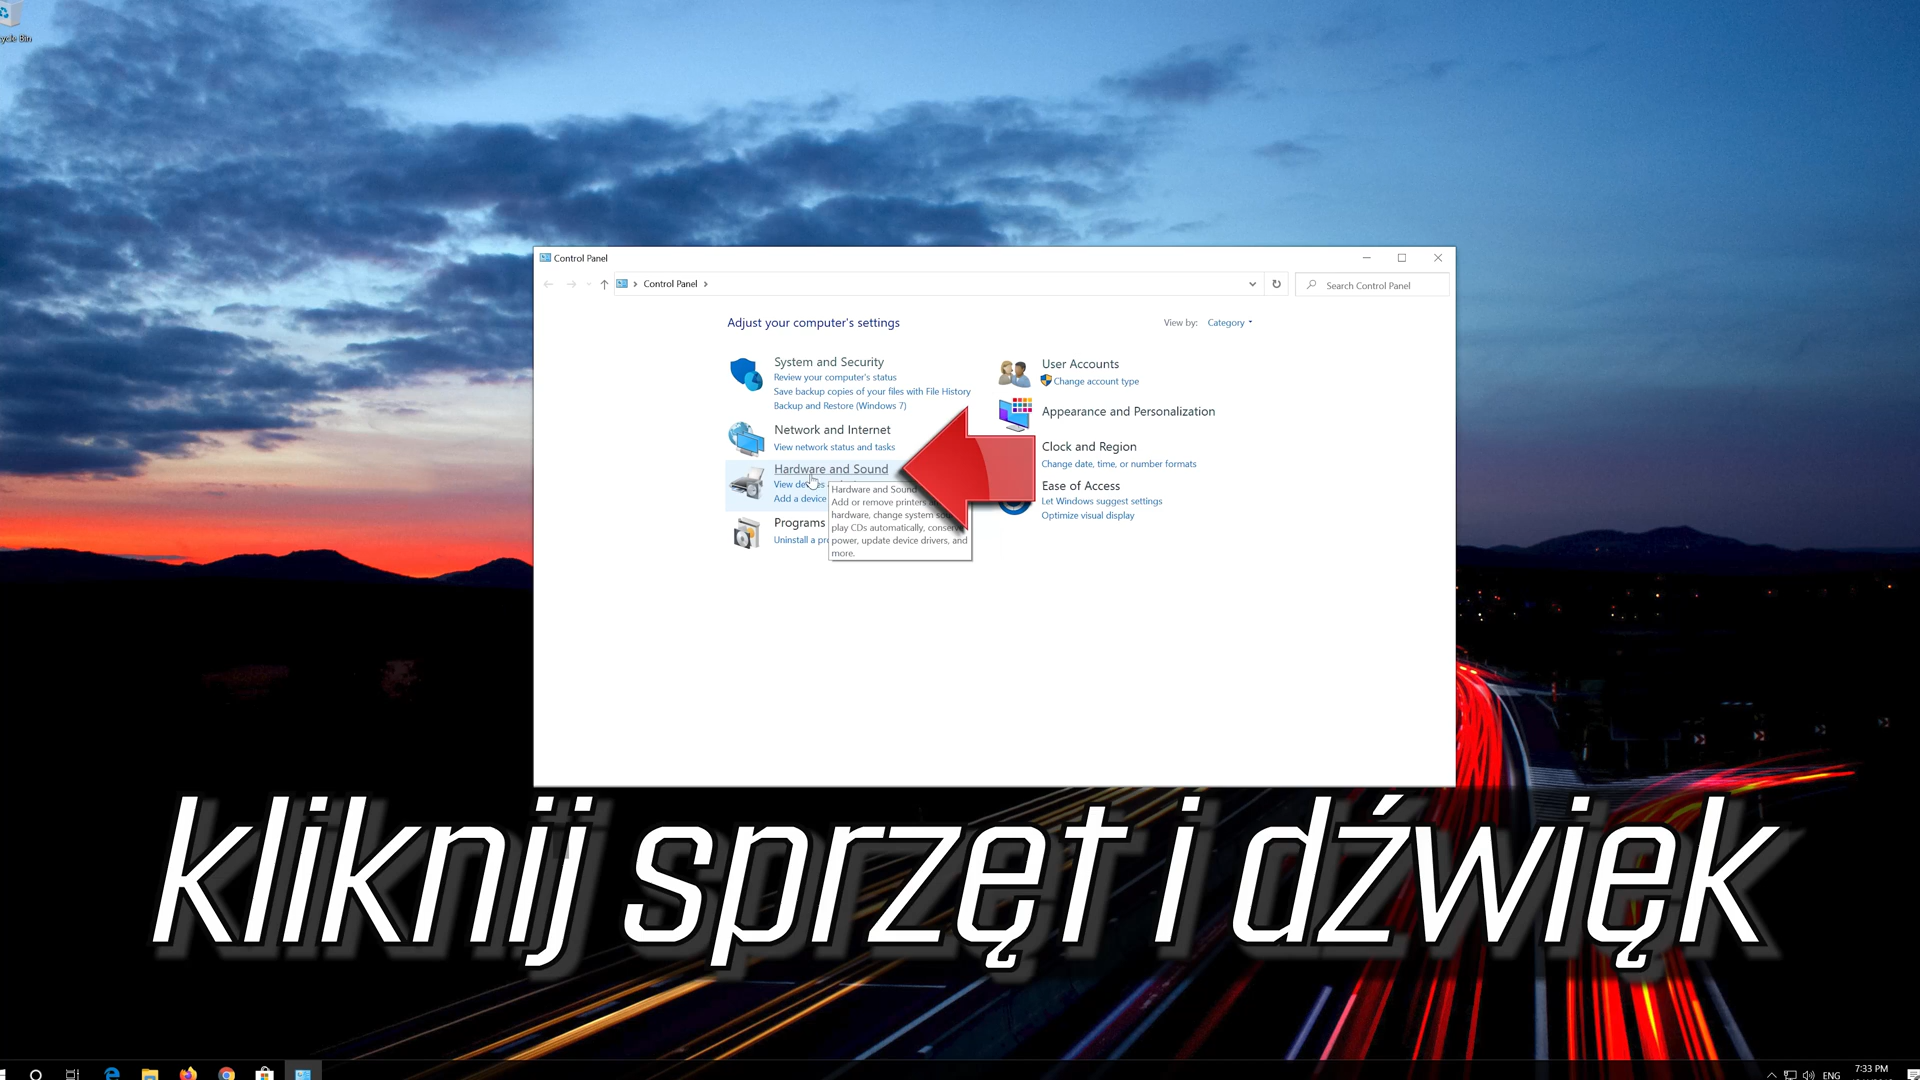 Control Panel
Control Panel
Search Control Panel
Adjust your computer's settings
View by: Category
System and Security
Review your computer's status
Save backup copies of your files with File History
Backup and Restore (Windows 7)
Network and Internet
View network status and tasks
Hardware and Sound
View
Add a device
Programs
Uninstall a
Hardware and Sound
Add or remove printers
hardware, change system
play CDs automatically, conserve
power, update device drivers, and
more.
User Accounts
Change account type
Appearance and Personalization
Clock and Region
Change date, time, or number formats
Ease of Access
Let Windows suggest settings
Optimize visual display
kliknij sprzęt i dźwięk
ENG
7:33 PM